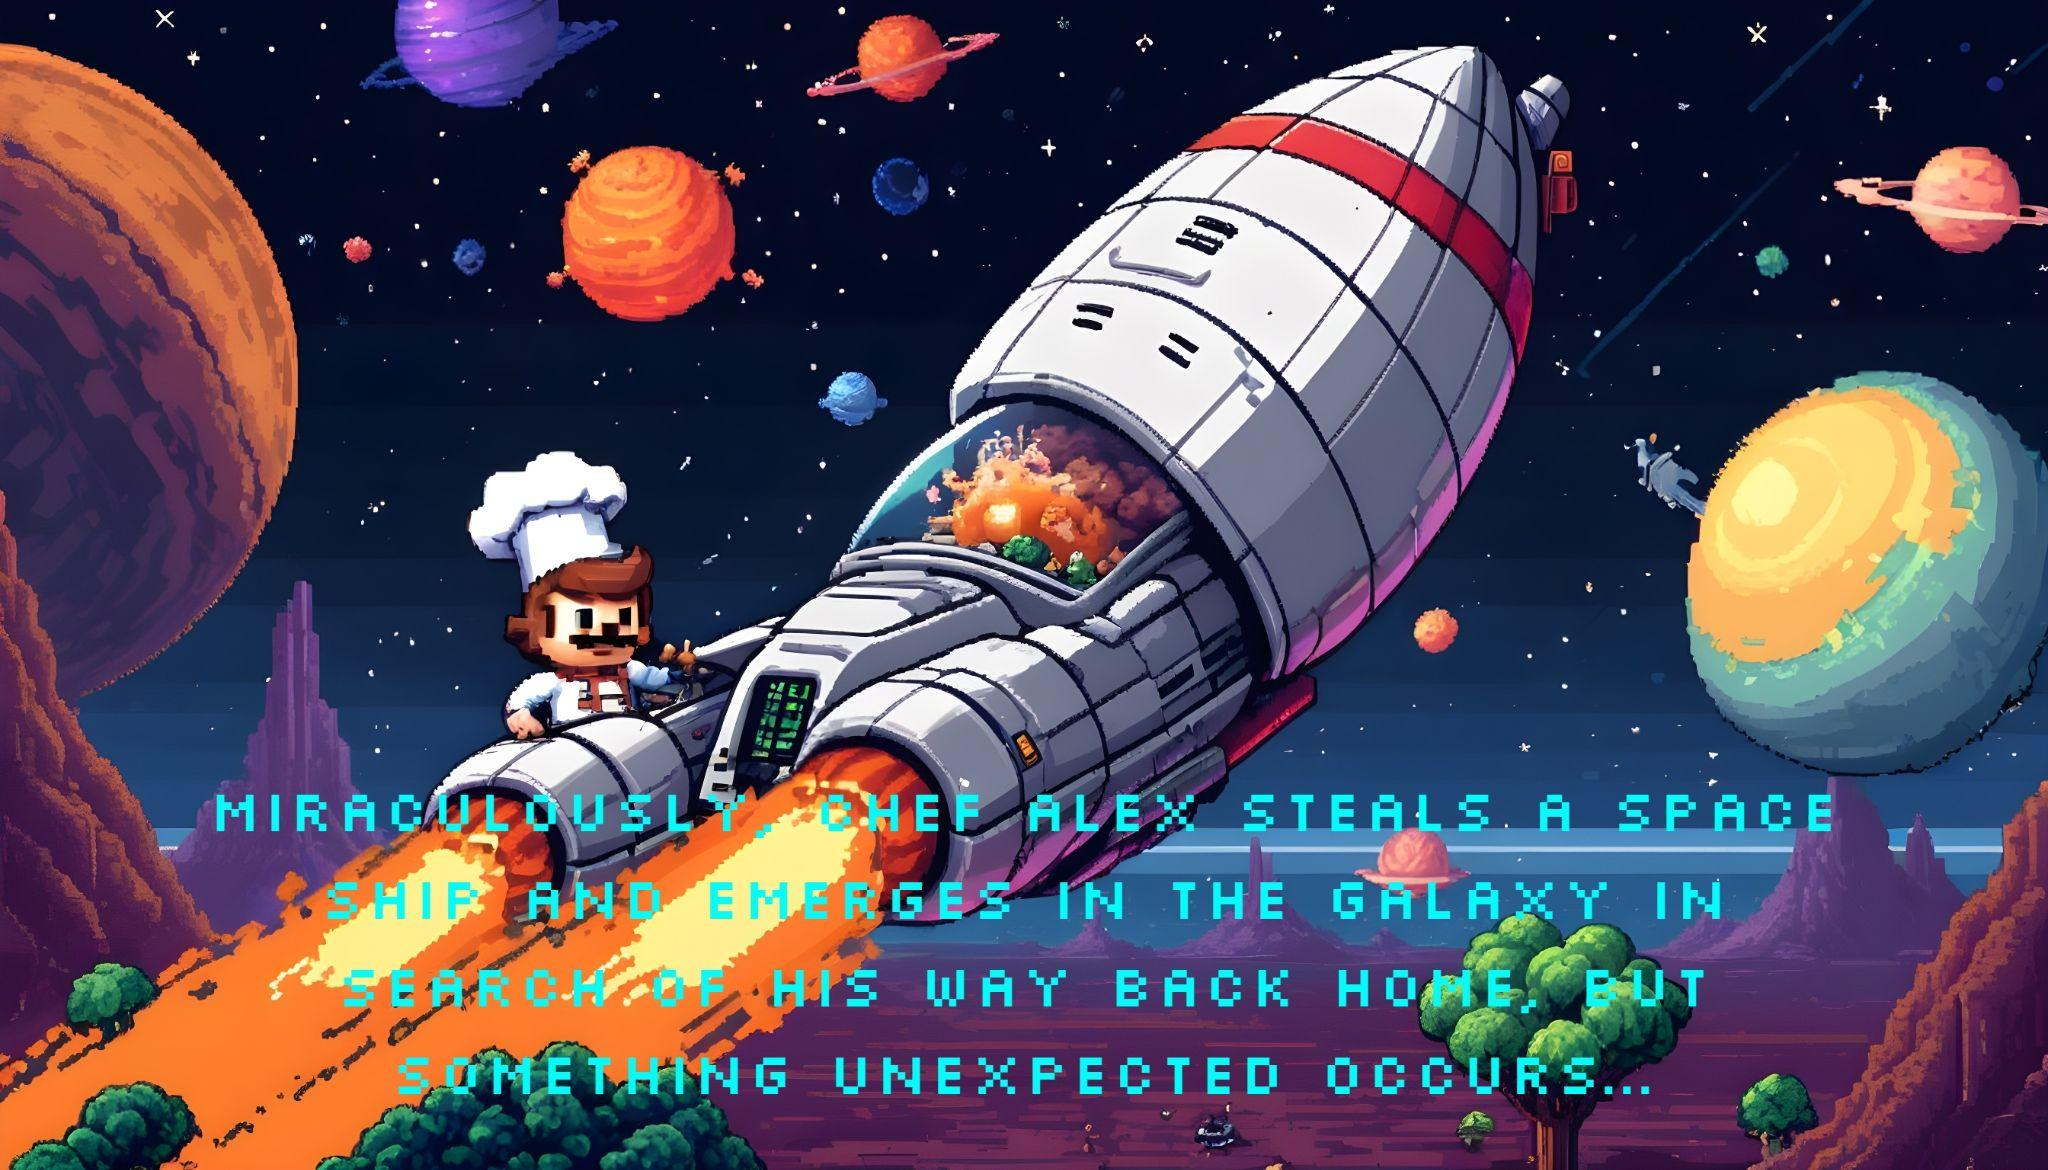 MIRACULOUSLY, CHEF ALEX STEALS A SPACE
SHIP AND EMERGES IN THE GALAXY IN
SEARCH OF HIS WAY BACK HOME, BUT
SOMETHING UNEXPECTED OCCURS...